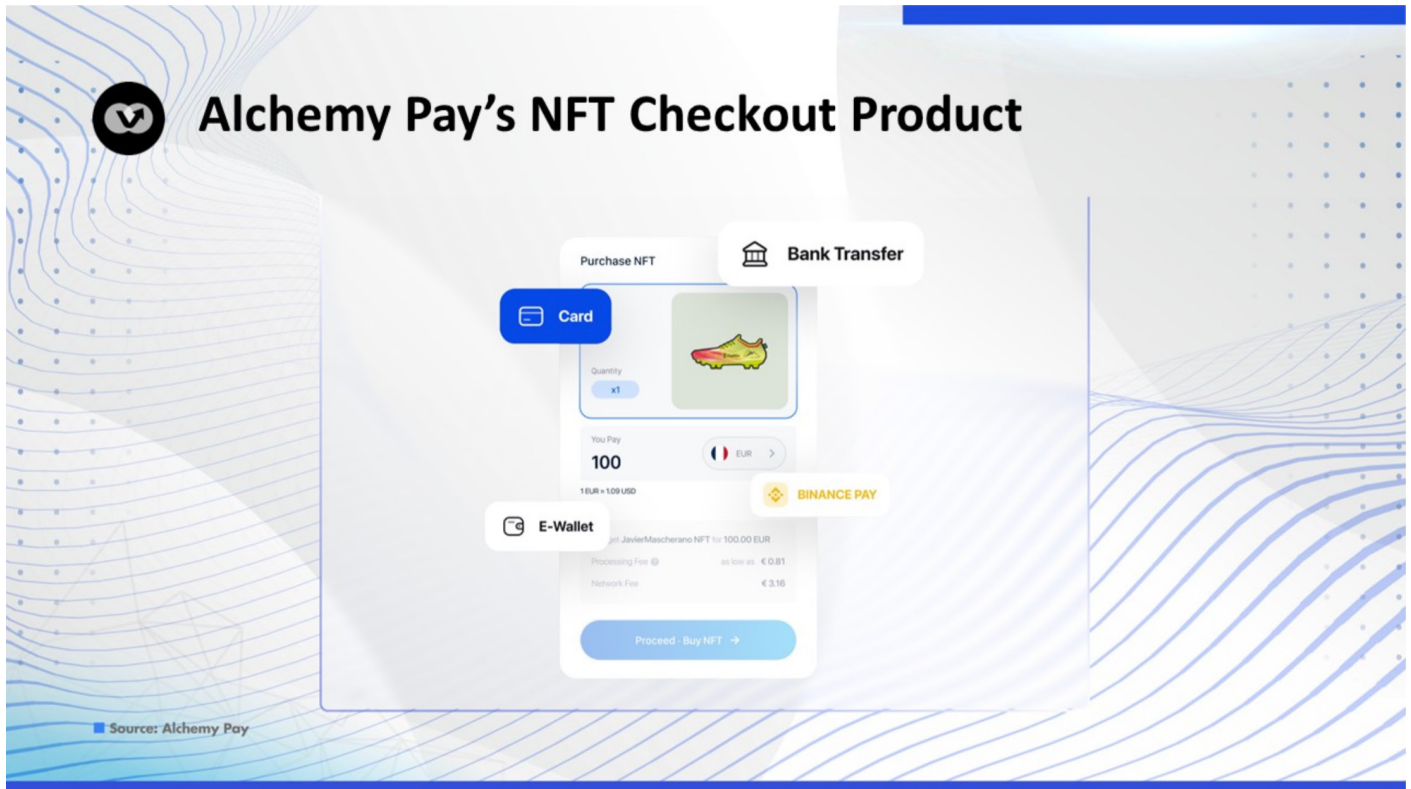 Alchemy Pay's NFT Checkout Product
Purchase NFT
Bank Transfer
Card
Quantity
x1
You Pay
100
EUR
1 EUR ≈ 1.09 USD
BINANCE PAY
E-Wallet
get JavierMascherano NFT for 100.00 EUR
Processing Fee
as low as € 0.81
Network Fee
€ 3.16
Proceed - Buy NFT →
Source: Alchemy Pay